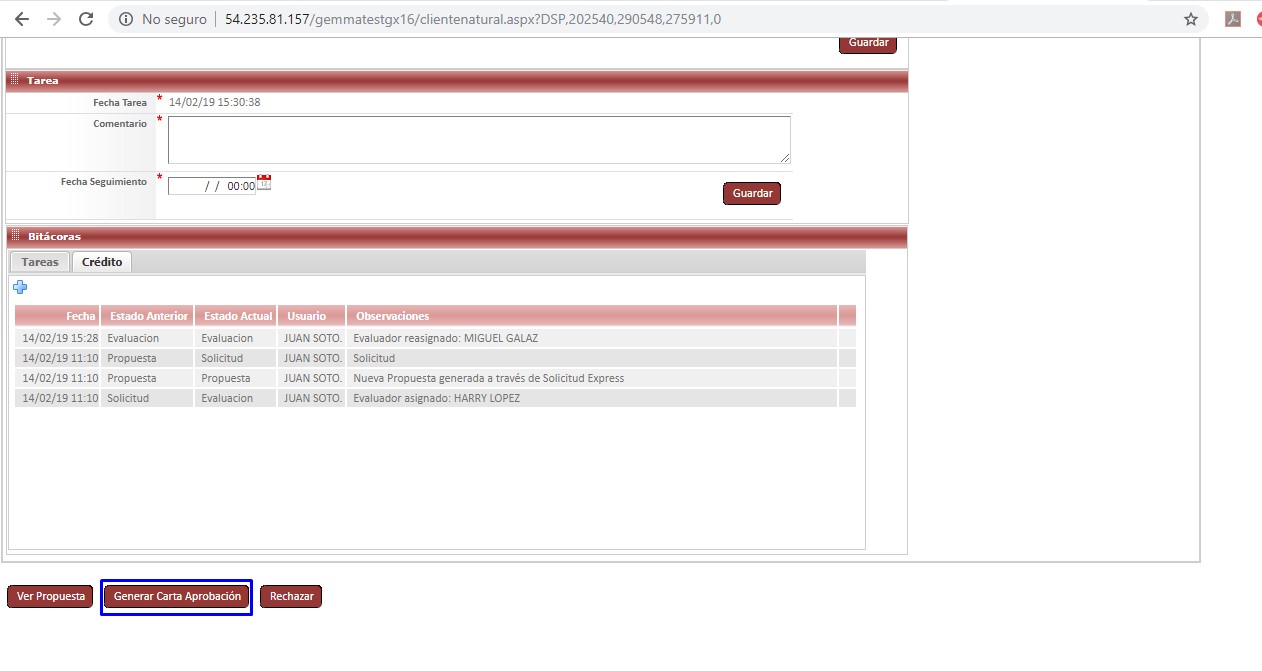 No seguro 54.235.81.157/gemmatestgx16/clientenatural.aspx?DSP,202540,290548,275911,0
Guardar
Tarea
Fecha Tarea * 14/02/19 15:30:38
Comentario *
Fecha Seguimiento * / / 00:00
Guardar
Bitácoras
Tareas Crédito
Fecha Estado Anterior Estado Actual Usuario Observaciones
14/02/19 15:28 Evaluacion Evaluacion JUAN SOTO. Evaluador reasignado: MIGUEL GALAZ
14/02/19 11:10 Propuesta Solicitud JUAN SOTO. Solicitud
14/02/19 11:10 Propuesta Propuesta JUAN SOTO. Nueva Propuesta generada a través de Solicitud Express
14/02/19 11:10 Solicitud Evaluacion JUAN SOTO. Evaluador asignado: HARRY LOPEZ
Ver Propuesta Generar Carta Aprobación Rechazar